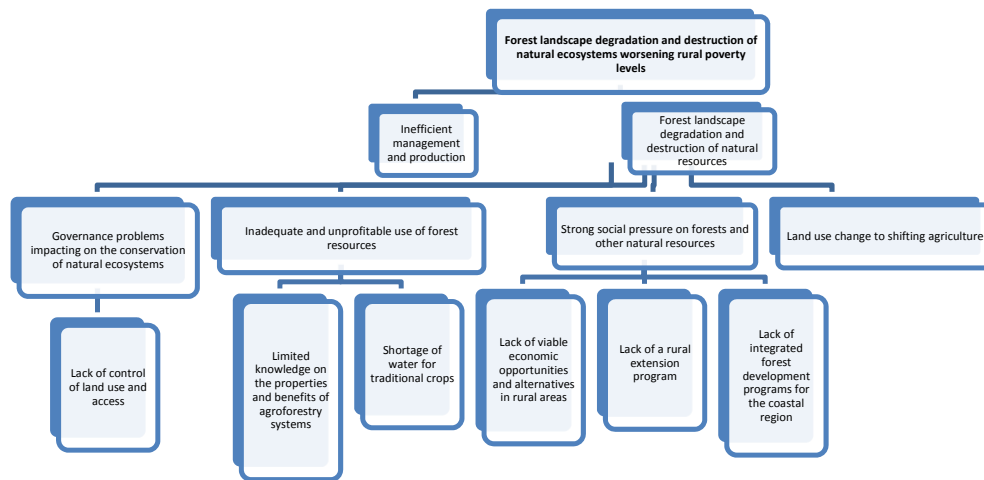 Forest landscape degradation and destruction of
natural ecosystems worsening rural poverty
levels
Inefficient
management
and production
Forest landscape
degradation and
destruction of natural
resources
Governance problems
impacting on the conservation
of natural ecosystems
Inadequate and unprofitable use of forest
resources
Strong social pressure on forests and
other natural resources
Land use change to shifting agriculture
Lack of control
of land use and
access
Limited
knowledge on
the properties
and benefits of
agroforestry
systems
Shortage of
water for
traditional crops
Lack of viable
economic
opportunities
and alternatives
in rural areas
Lack of a rural
extension
program
Lack of
integrated
forest
development
programs for
the coastal
region